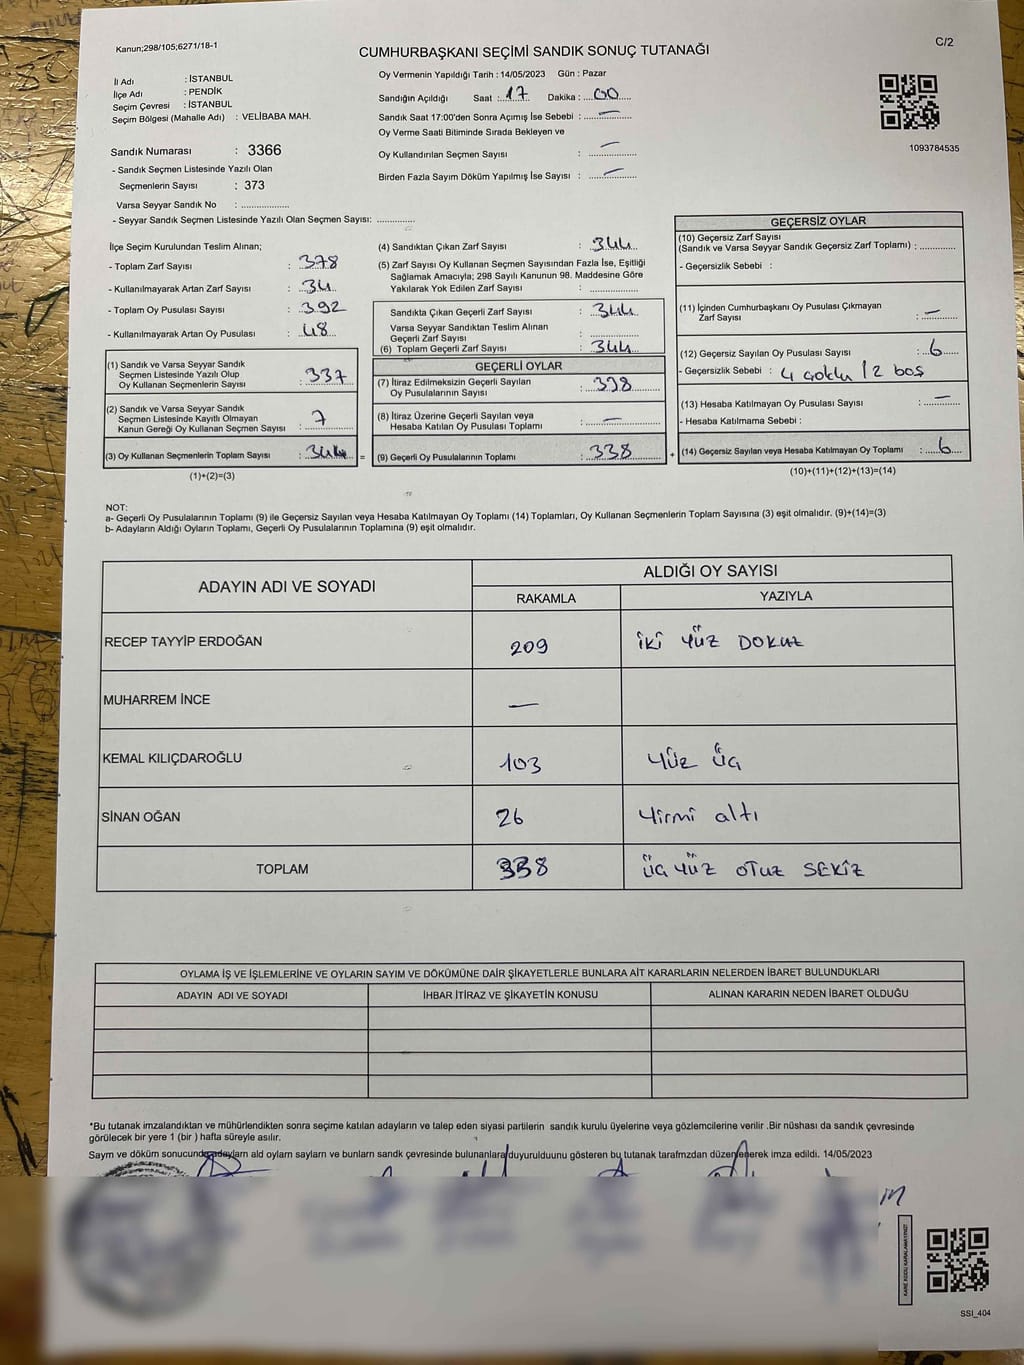 Kanun;298/105;6271/18-1
C/2
CUMHURBAŞKANI SEÇİMİ SANDIK SONUÇ TUTANAĞI
İl Adı : İSTANBUL
İlçe Adı : PENDİK
Seçim Çevresi : İSTANBUL
Seçim Bölgesi (Mahalle Adı) : VELİBABA MAH.
Oy Vermenin Yapıldığı Tarih : 14/05/2023 Gün : Pazar
Sandığın Açıldığı Saat : 17 Dakika : 00
Sandık Saat 17:00'den Sonra Açımış İse Sebebi : —
Oy Verme Saati Bitiminde Sırada Bekleyen ve
Oy Kullandırılan Seçmen Sayısı : —
Birden Fazla Sayım Döküm Yapılmış İse Sayısı : —
1093784535
Sandık Numarası : 3366
- Sandık Seçmen Listesinde Yazılı Olan
Seçmenlerin Sayısı : 373
Varsa Seyyar Sandık No : ..................
- Seyyar Sandık Seçmen Listesinde Yazılı Olan Seçmen Sayısı: .............
İlçe Seçim Kurulundan Teslim Alınan;
- Toplam Zarf Sayısı : 378
- Kullanılmayarak Artan Zarf Sayısı : 34
- Toplam Oy Pusulası Sayısı : 392
- Kullanılmayarak Artan Oy Pusulası : 48
(1) Sandık ve Varsa Seyyar Sandık
Seçmen Listesinde Yazılı Olup
Oy Kullanan Seçmenlerin Sayısı : 337
(2) Sandık ve Varsa Seyyar Sandık
Seçmen Listesinde Kayıtlı Olmayan
Kanun Gereği Oy Kullanan Seçmen Sayısı : 7
(3) Oy Kullanan Seçmenlerin Toplam Sayısı : 344 =
(1)+(2)=(3)
(4) Sandıktan Çıkan Zarf Sayısı : 344
(5) Zarf Sayısı Oy Kullanan Seçmen Sayısından Fazla İse, Eşitliği
Sağlamak Amacıyla; 298 Sayılı Kanunun 98. Maddesine Göre
Yakılarak Yok Edilen Zarf Sayısı : ..............
Sandıkta Çıkan Geçerli Zarf Sayısı : 344
Varsa Seyyar Sandıktan Teslim Alınan
Geçerli Zarf Sayısı : ..............
(6) Toplam Geçerli Zarf Sayısı : 344
GEÇERLİ OYLAR
(7) İtiraz Edilmeksizin Geçerli Sayılan
Oy Pusulalarının Sayısı : 338
(8) İtiraz Üzerine Geçerli Sayılan veya
Hesaba Katılan Oy Pusulası Toplamı : —
(9) Geçerli Oy Pusulalarının Toplamı : 338 +
GEÇERSİZ OYLAR
(10) Geçersiz Zarf Sayısı
(Sandık ve Varsa Seyyar Sandık Geçersiz Zarf Toplamı) : ............
- Geçersizlik Sebebi :
(11) İçinden Cumhurbaşkanı Oy Pusulası Çıkmayan
Zarf Sayısı : —
(12) Geçersiz Sayılan Oy Pusulası Sayısı : 6
- Geçersizlik Sebebi : 4 çoklu / 2 boş
(13) Hesaba Katılmayan Oy Pusulası Sayısı : —
- Hesaba Katılmama Sebebi :
(14) Geçersiz Sayılan veya Hesaba Katılmayan Oy Toplamı : 6
(10)+(11)+(12)+(13)=(14)
NOT:
a- Geçerli Oy Pusulalarının Toplamı (9) ile Geçersiz Sayılan veya Hesaba Katılmayan Oy Toplamı (14) Toplamları, Oy Kullanan Seçmenlerin Toplam Sayısına (3) eşit olmalıdır. (9)+(14)=(3)
b- Adayların Aldığı Oyların Toplamı, Geçerli Oy Pusulalarının Toplamına (9) eşit olmalıdır.
ADAYIN ADI VE SOYADI
ALDIĞI OY SAYISI
RAKAMLA YAZIYLA
RECEP TAYYİP ERDOĞAN 209 İKİ YÜZ DOKUZ
MUHARREM İNCE —
KEMAL KILIÇDAROĞLU 103 Yüz üç
SİNAN OĞAN 26 Yirmi altı
TOPLAM 338 ÜÇ YÜZ OTUZ SEKİZ
OYLAMA İŞ VE İŞLEMLERİNE VE OYLARIN SAYIM VE DÖKÜMÜNE DAİR ŞİKAYETLERLE BUNLARA AİT KARARLARIN NELERDEN İBARET BULUNDUKLARI
ADAYIN ADI VE SOYADI İHBAR İTİRAZ VE ŞİKAYETİN KONUSU ALINAN KARARIN NEDEN İBARET OLDUĞU
*Bu tutanak imzalandıktan ve mühürlendikten sonra seçime katılan adayların ve talep eden siyasi partilerin sandık kurulu üyelerine veya gözlemcilerine verilir .Bir nüshası da sandık çevresinde
görülecek bir yere 1 (bir ) hafta süreyle asılır.
Saym ve döküm sonucunda adaylarn ald oylarn saylarn ve bunlarn sandk çevresinde bulunanlara duyurulduunu gösteren bu tutanak tarafmzdan düzenlenerek imza edildi. 14/05/2023
KARE KODU KARALAMAYINIZ!
SSİ_404